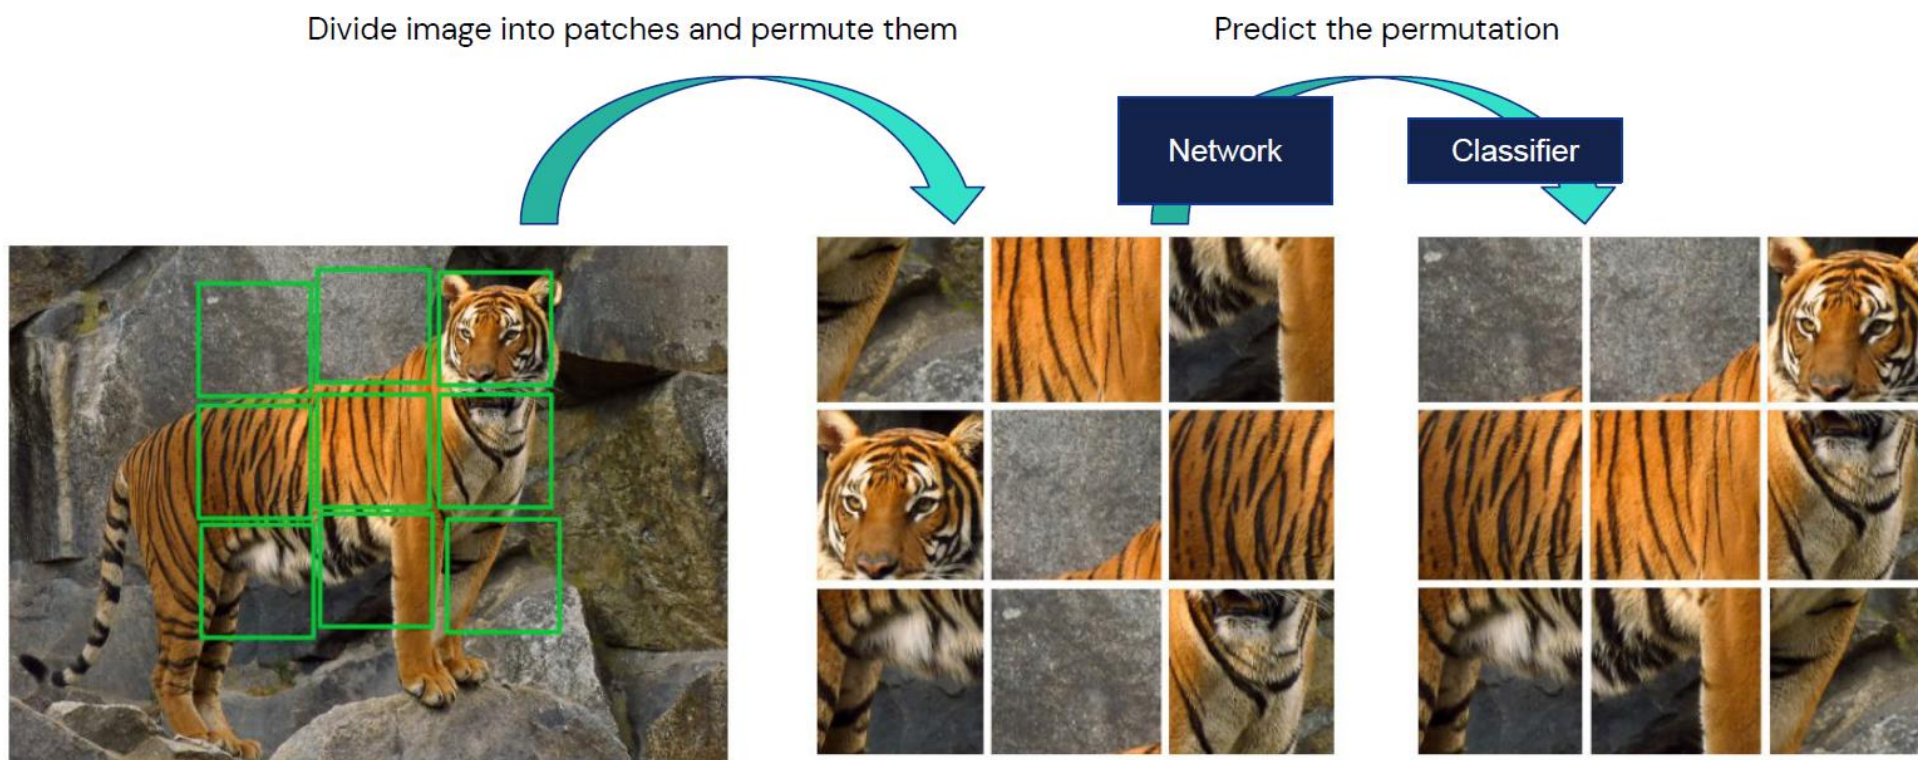 Divide image into patches and permute them
Predict the permutation
Network
Classifier